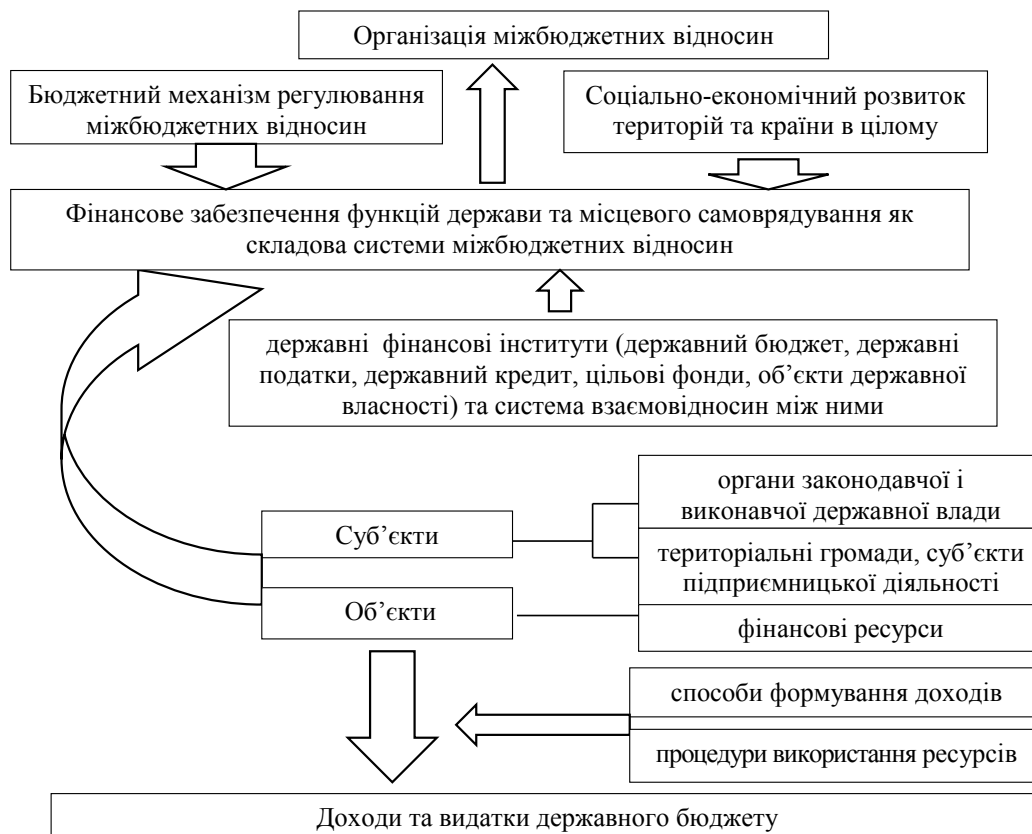 Організація міжбюджетних відносин
Бюджетний механізм регулювання
міжбюджетних відносин
Соціально-економічний розвиток
територій та країни в цілому
Фінансове забезпечення функцій держави та місцевого самоврядування як
складова системи міжбюджетних відносин
державні фінансові інститути (державний бюджет, державні
податки, державний кредит, цільові фонди, об’єкти державної
власності) та система взаємовідносин між ними
органи законодавчої і
виконавчої державної влади
Суб’єкти
територіальні громади, суб’єкти
підприємницької діяльності
Об’єкти
фінансові ресурси
способи формування доходів
процедури використання ресурсів
Доходи та видатки державного бюджету